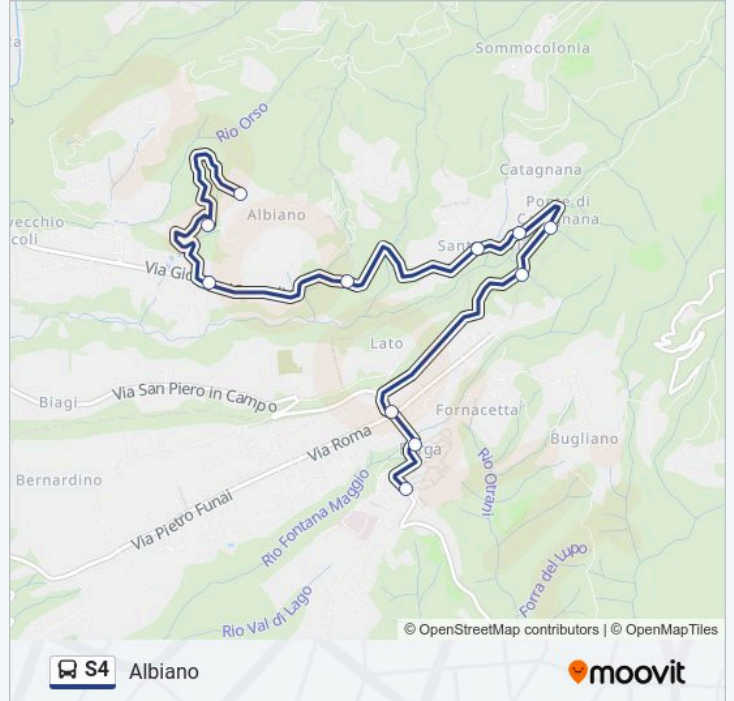 Sommocolonia
Rio Orso
Catagnana
Ponte di
Albiano
vecchio
coli
Via Gio
Lato
Via San Piero in Campo
Biagi
Fornacetta
Via Roma
Bugliano
Bernardino
Rio Otrani
Via Pietro Funai
Rio Fontana Maggio
Forra del Lupo
Rio Val di Lago
© OpenStreetMap contributors | © OpenMapTiles
S4 Albiano
moovit